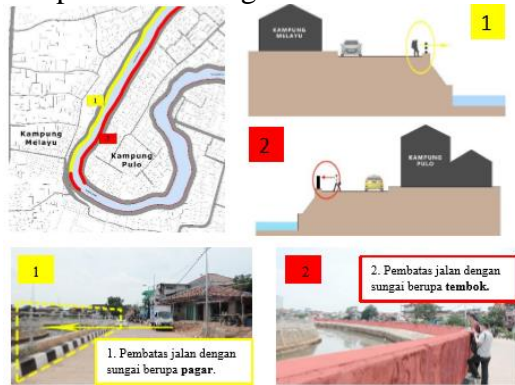 1
2
Kampung
Melayu
Kampung
Pulo
KAMPUNG
MELAYU
1
2
KAMPUNG
PULO
1
1. Pembatas jalan dengan
sungai berupa pagar.
2
2. Pembatas jalan dengan
sungai berupa tembok.